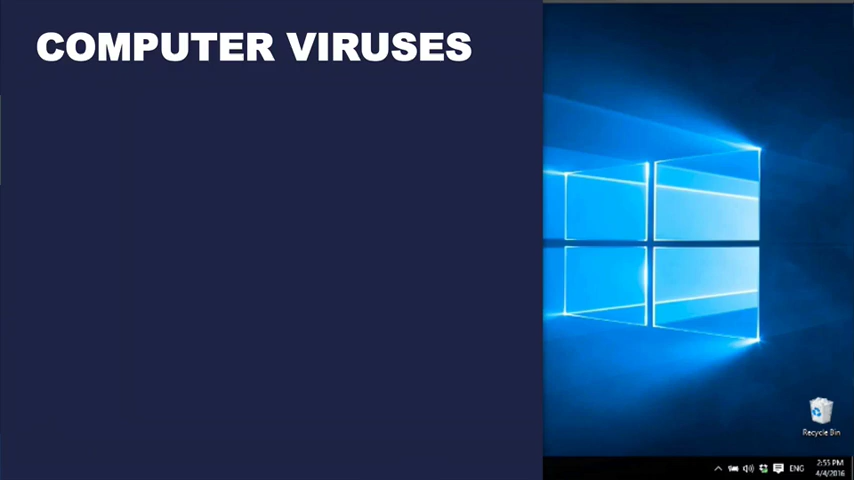 COMPUTER VIRUSES
Recycle Bin
ENG
2:55 PM
4/4/2016